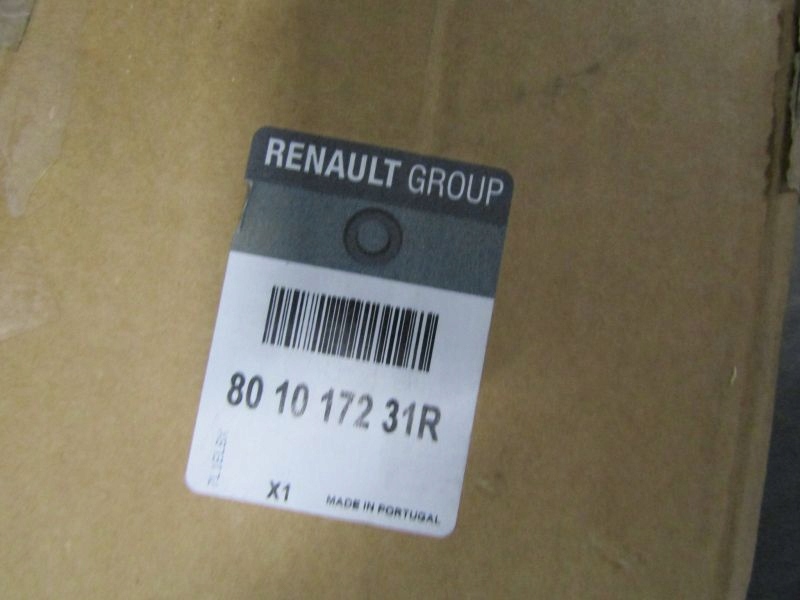 RENAULT GROUP
80 10 172 31R
X1
MADE IN PORTUGAL